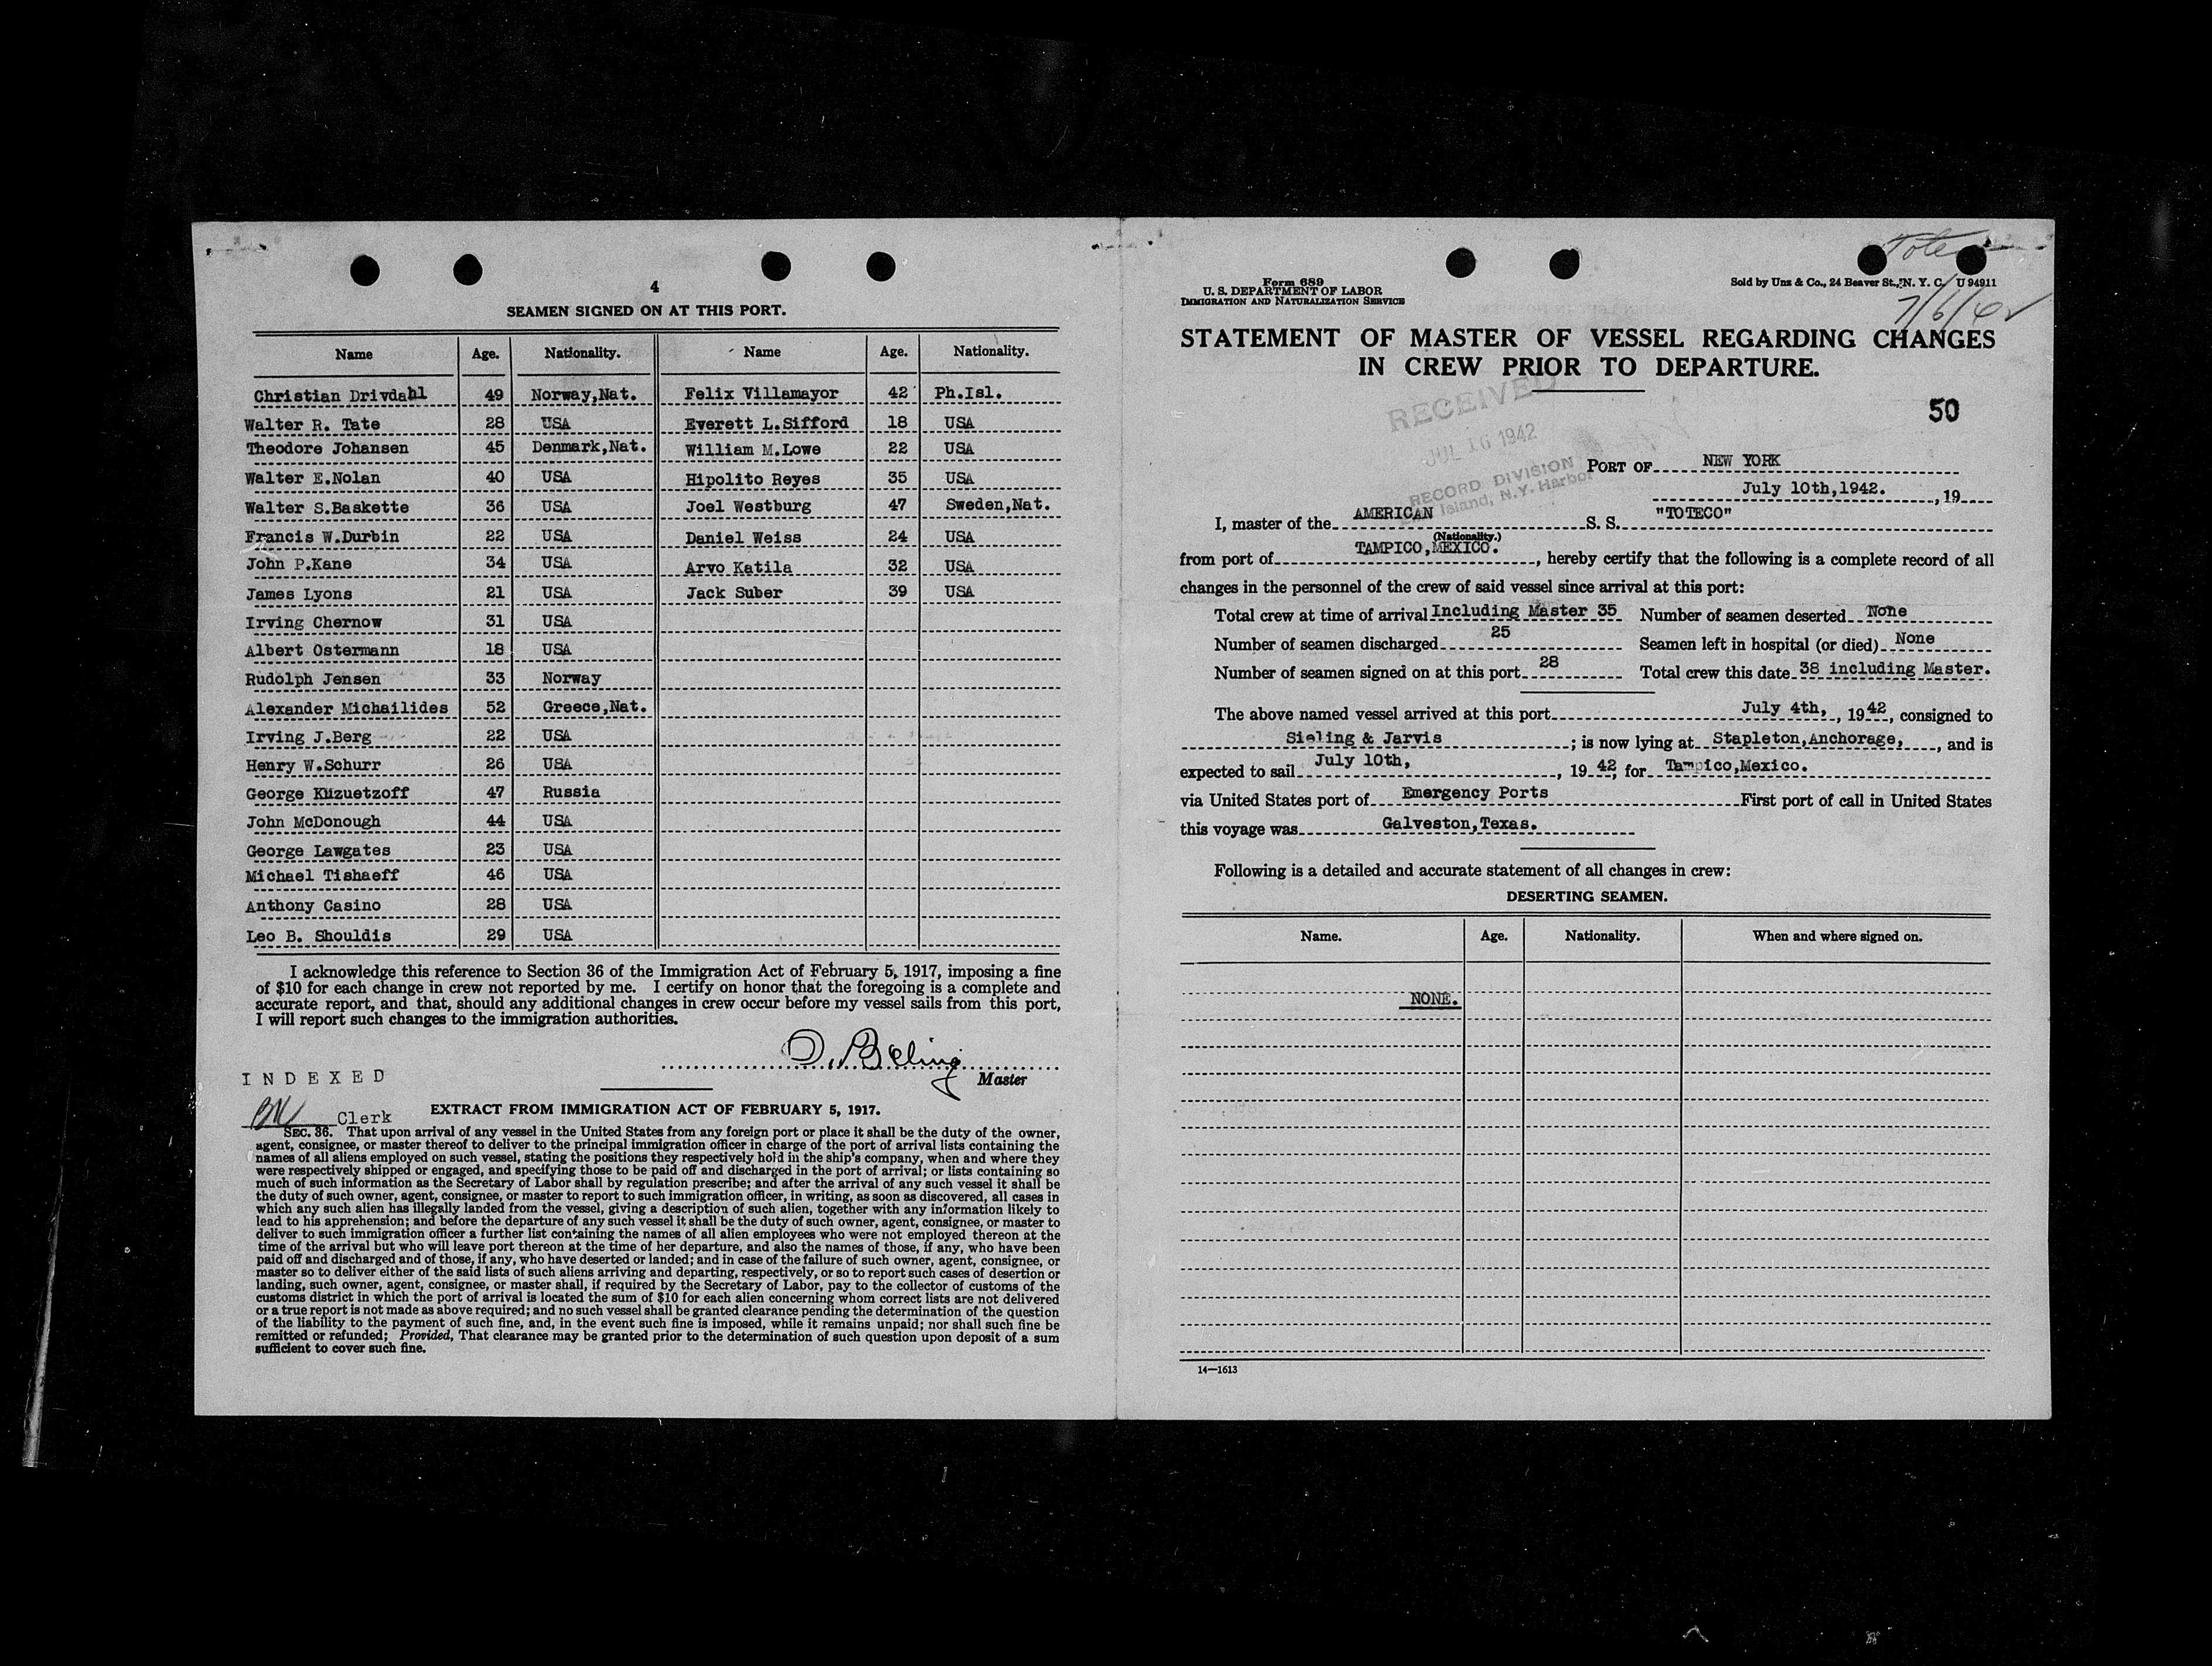 4
SEAMEN SIGNED ON AT THIS PORT.
Name Age. Nationality. Name Age. Nationality.
Christian Drivdahl 49 Norway,Nat. Felix Villamayor 42 Ph.Isl.
Walter R. Tate 28 USA Everett L.Sifford 18 USA
Theodore Johansen 45 Denmark,Nat. William M.Lowe 22 USA
Walter E.Nolan 40 USA Hipolito Reyes 35 USA
Walter S.Baskette 36 USA Joel Westburg 47 Sweden,Nat.
Francis W.Durbin 22 USA Daniel Weiss 24 USA
John P.Kane 34 USA Arvo Katila 32 USA
James Lyons 21 USA Jack Suber 39 USA
Irving Chernow 31 USA
Albert Ostermann 18 USA
Rudolph Jensen 33 Norway
Alexander Michailides 52 Greece,Nat.
Irving J.Berg 22 USA
Henry W.Schurr 26 USA
George 47 Russia
John McDonough 44 USA
George Lawgates 23 USA
Michael Tishaeff 46 USA
Anthony Casino 28 USA
Leo B. Shouldis 29 USA
I acknowledge this reference to Section 36 of the Immigration Act of February 5, 1917, imposing a fine
of $10 for each change in crew not reported by me. I certify on honor that the foregoing is a complete and
accurate report, and that, should any additional changes in crew occur before my vessel sails from this port,
I will report such changes to the immigration authorities.
Master
INDEXED
Clerk
EXTRACT FROM IMMIGRATION ACT OF FEBRUARY 5, 1917.
SEC. 36. That upon arrival of any vessel in the United States from any foreign port or place it shall be the duty of the owner,
agent, consignee, or master thereof to deliver to the principal immigration officer in charge of the port of arrival lists containing the
names of all aliens employed on such vessel, stating the positions they respectively hold in the ship's company, when and where they
were respectively shipped or engaged, and specifying those to be paid off and discharged in the port of arrival; or lists containing so
much of such information as the Secretary of Labor shall by regulation prescribe; and after the arrival of any such vessel it shall be
the duty of such owner, agent, consignee, or master to report to such immigration officer, in writing, as soon as discovered, all cases in
which any such alien has illegally landed from the vessel, giving a description of such alien, together with any information likely to
lead to his apprehension; and before the departure of any such vessel it shall be the duty of such owner, agent, consignee, or master to
deliver to such immigration officer a further list containing the names of all alien employees who were not employed thereon at the
time of the arrival but who will leave port thereon at the time of her departure, and also the names of those, if any, who have been
paid off and discharged and of those, if any, who have deserted or landed; and in case of the failure of such owner, agent, consignee, or
master so to deliver either of the said lists of such aliens arriving and departing, respectively, or so to report such cases of desertion or
landing, such owner, agent, consignee, or master shall, if required by the Secretary of Labor, pay to the collector of customs of the
customs district in which the port of arrival is located the sum of $10 for each alien concerning whom correct lists are not delivered
or a true report is not made as above required; and no such vessel shall be granted clearance pending the determination of the question
of the liability to the payment of such fine, and, in the event such fine is imposed, while it remains unpaid; nor shall such fine be
remitted or refunded; Provided, That clearance may be granted prior to the determination of such question upon deposit of a sum
sufficient to cover such fine.
Form 689
U. S. DEPARTMENT OF LABOR
IMMIGRATION AND NATURALIZATION SERVICE
Sold by Unz & Co., 24 Beaver St., N. Y. C. U 94911
7/6/42
STATEMENT OF MASTER OF VESSEL REGARDING CHANGES
IN CREW PRIOR TO DEPARTURE.
RECEIVED
JUL 16 1942
RECORD DIVISION
Island, N.Y. Harbor
50
PORT OF NEW YORK
July 10th,1942. , 19
I, master of the AMERICAN S. S. "TOTECO"
(Nationality.)
from port of TAMPICO,MEXICO. , hereby certify that the following is a complete record of all
changes in the personnel of the crew of said vessel since arrival at this port:
Total crew at time of arrival Including Master 35 Number of seamen deserted None
Number of seamen discharged 25 Seamen left in hospital (or died) None
Number of seamen signed on at this port 28 Total crew this date 38 including Master.
The above named vessel arrived at this port July 4th, , 1942, consigned to
Sieling & Jarvis ; is now lying at Stapleton,Anchorage, , and is
expected to sail July 10th, , 19 42, for Tampico,Mexico.
via United States port of Emergency Ports First port of call in United States
this voyage was Galveston,Texas.
Following is a detailed and accurate statement of all changes in crew:
DESERTING SEAMEN.
Name. Age. Nationality. When and where signed on.
NONE.
14—1613